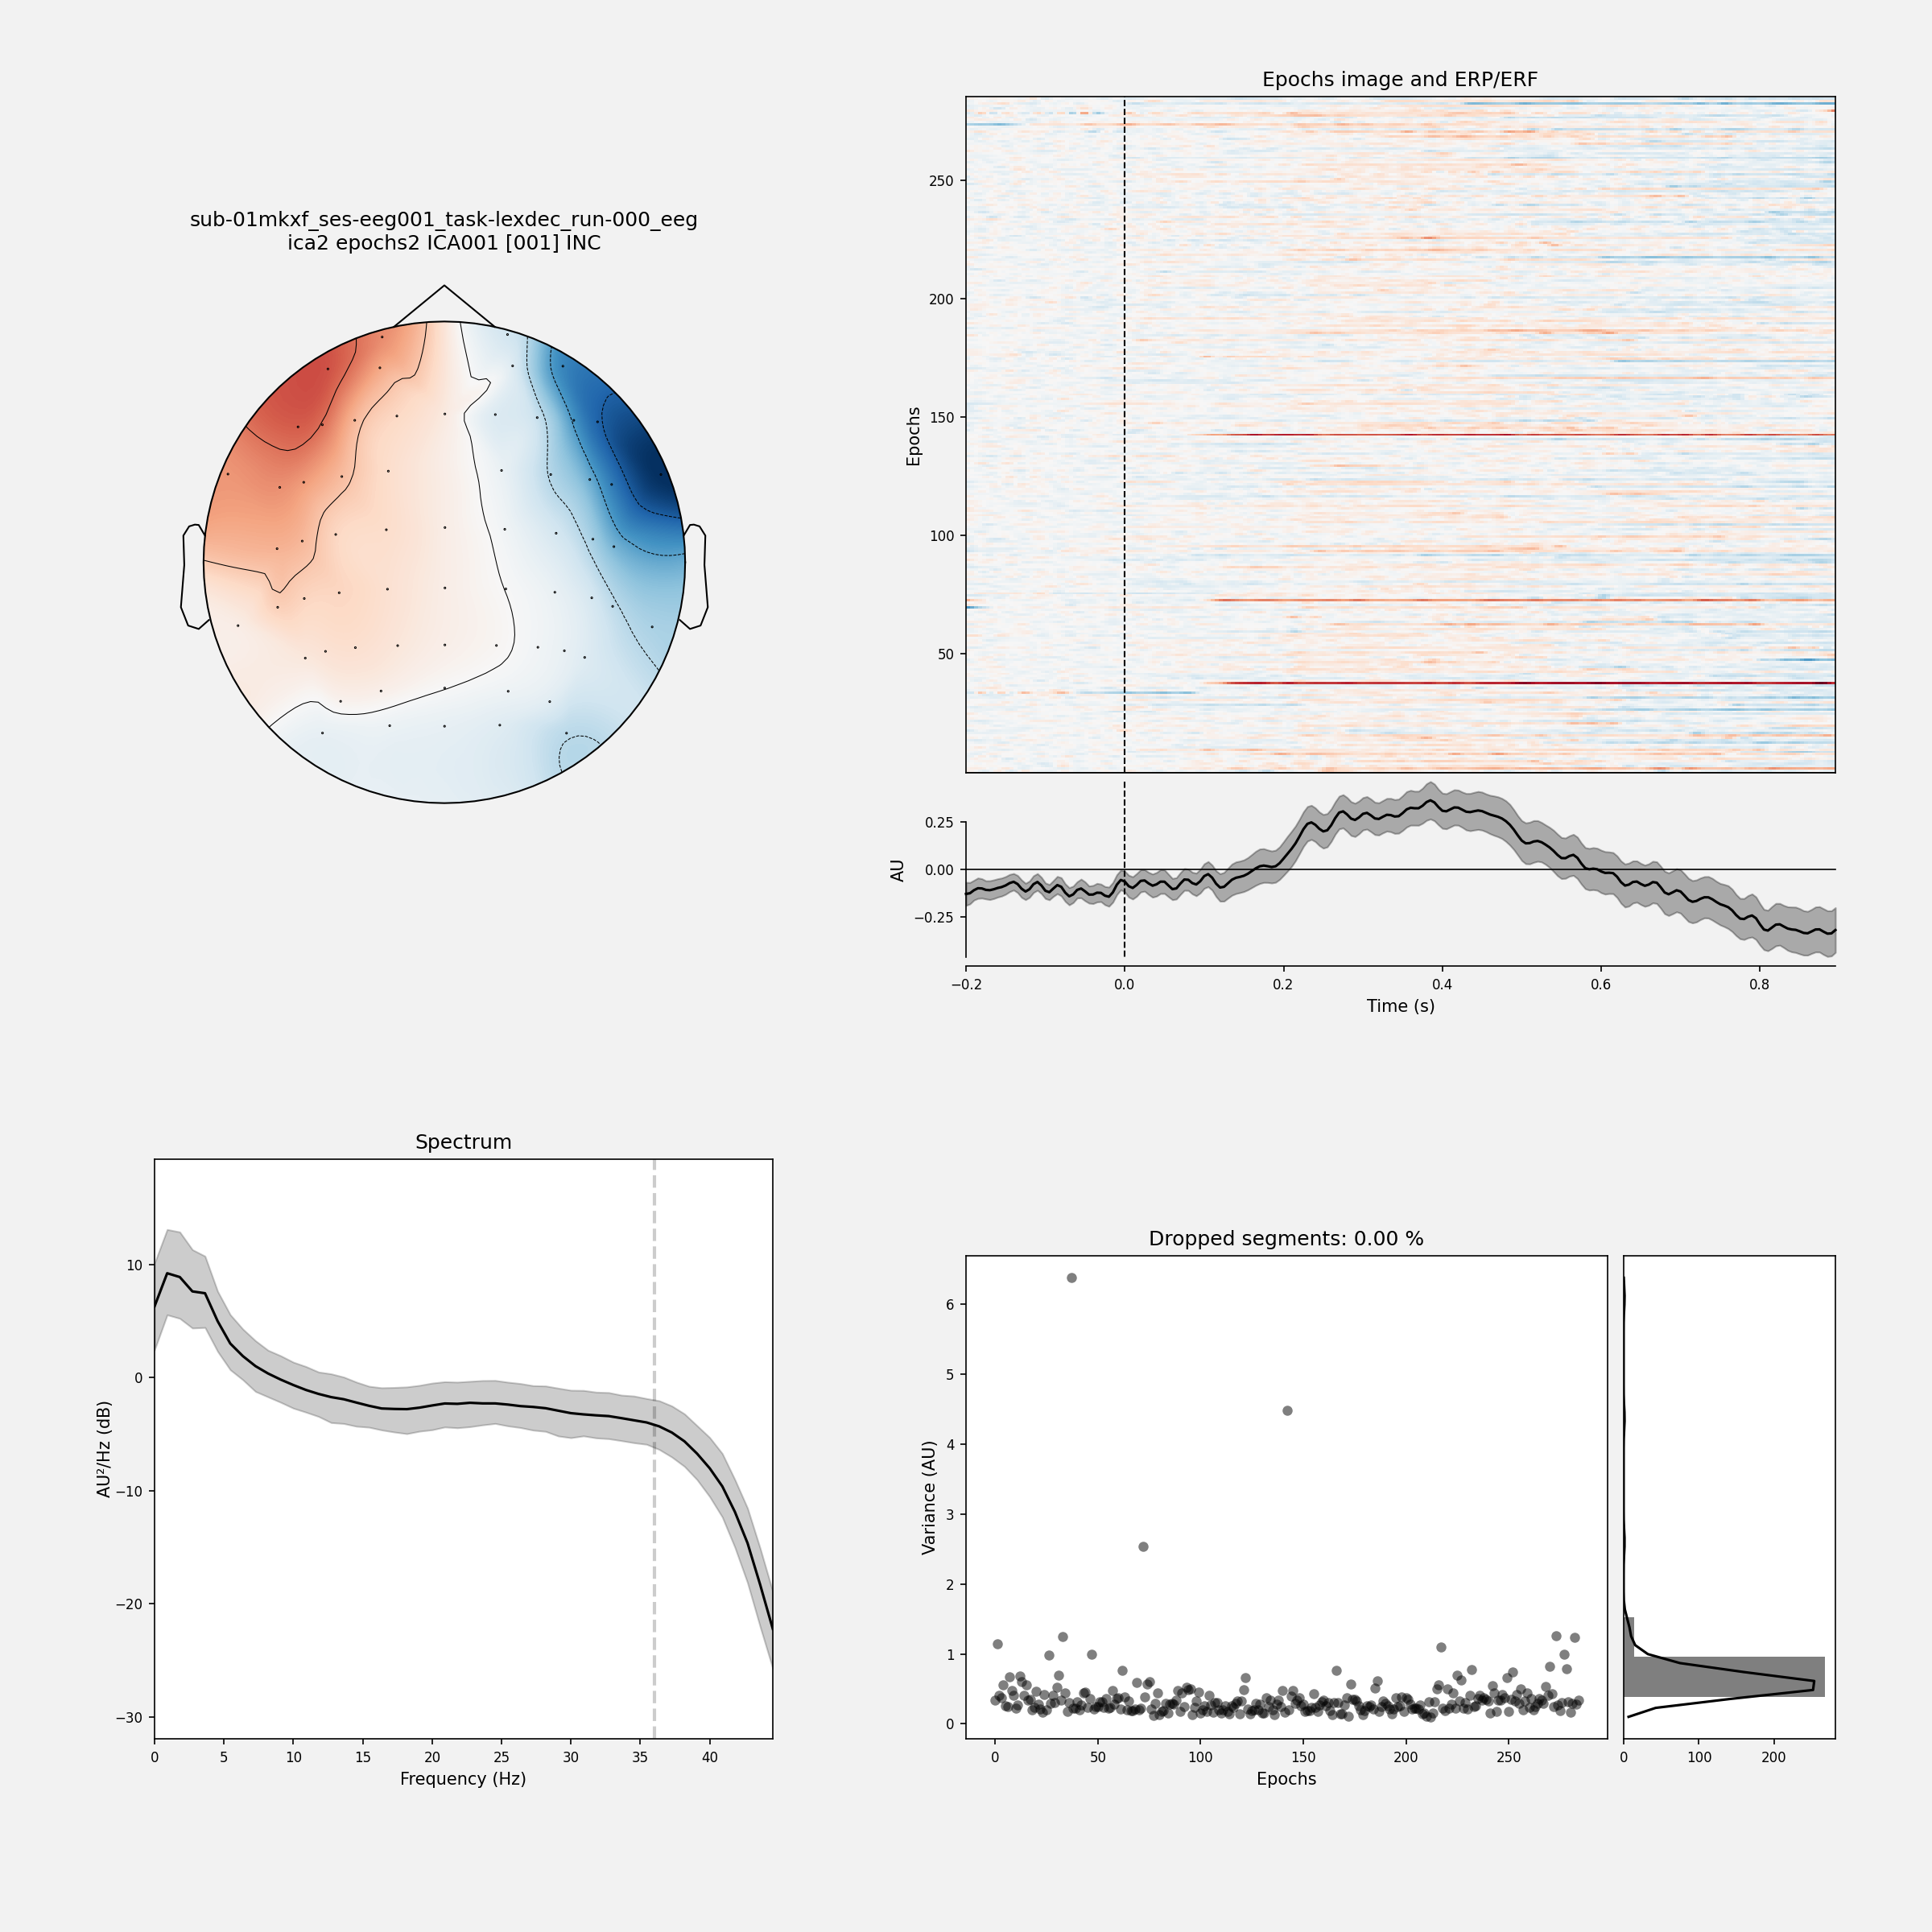 sub-01mkxf_ses-eeg001_task-lexdec_run-000_eeg
ica2 epochs2 ICA001 [001] INC
Epochs image and ERP/ERF
Epochs
250
200
150
100
50
AU
0.25
0.00
−0.25
−0.2 0.0 0.2 0.4 0.6 0.8
Time (s)
Spectrum
AU²/Hz (dB)
10
0
−10
−20
−30
0 5 10 15 20 25 30 35 40
Frequency (Hz)
Dropped segments: 0.00 %
Variance (AU)
6
5
4
3
2
1
0
0 50 100 150 200 250
Epochs
0 100 200